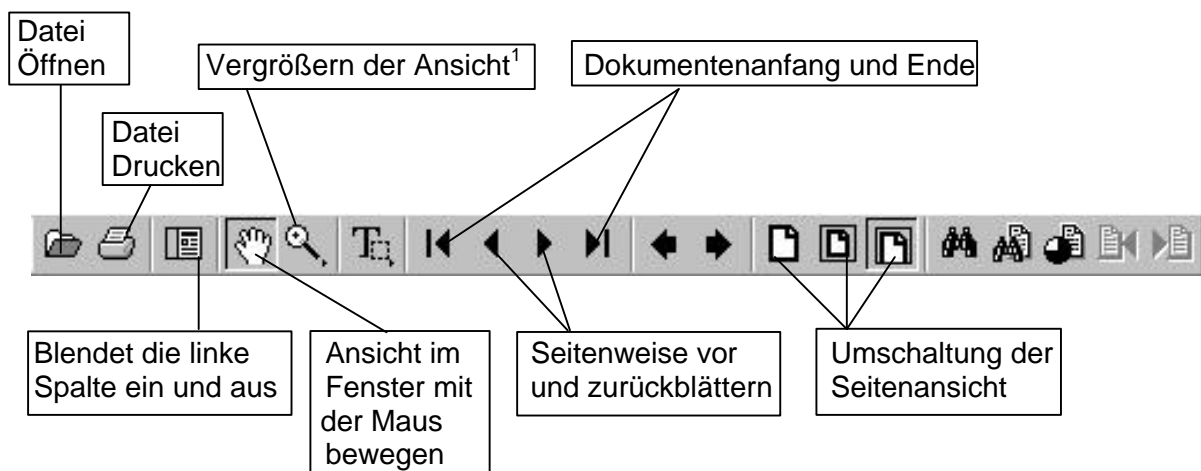 Datei
Öffnen
Vergrößern der Ansicht¹
Dokumentenanfang und Ende
Datei
Drucken
Blendet die linke
Spalte ein und aus
Ansicht im
Fenster mit
der Maus
bewegen
Seitenweise vor
und zurückblättern
Umschaltung der
Seitenansicht